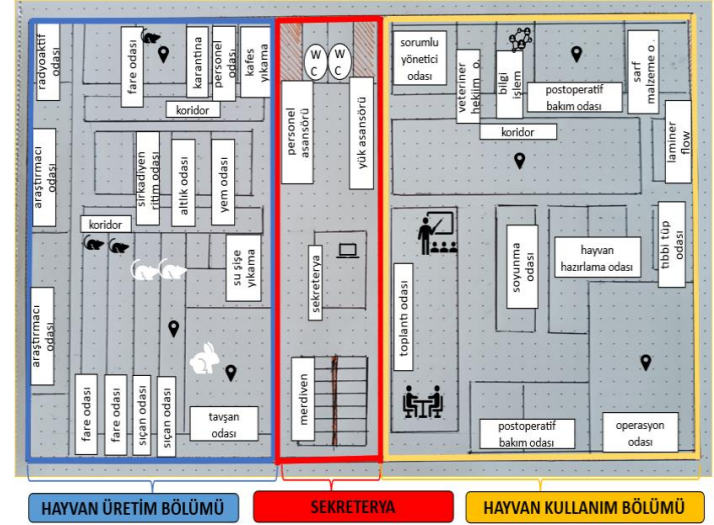 radyoaktif
odası
fare odası
karantina
personel
odası
kafes
yıkama
koridor
araştırmacı
odası
sirkadiyen
ritim odası
altlık odası
yem odası
koridor
su şişe
yıkama
araştırmacı
odası
fare odası
fare odası
sıçan odası
sıçan odası
tavşan
odası
W
C
W
C
personel
asansörü
yük asansörü
sekreterya
merdiven
sorumlu
yönetici
odası
veteriner
hekiim o.
bilgi
işlem
postoperatif
bakım odası
sarf
malzeme o.
koridor
laminer
flow
toplantı odası
soyunma
odası
hayvan
hazırlama odası
tıbbi tüp
odası
postoperatif
bakım odası
operasyon
odası
HAYVAN ÜRETİM BÖLÜMÜ
SEKRETERYA
HAYVAN KULLANIM BÖLÜMÜ